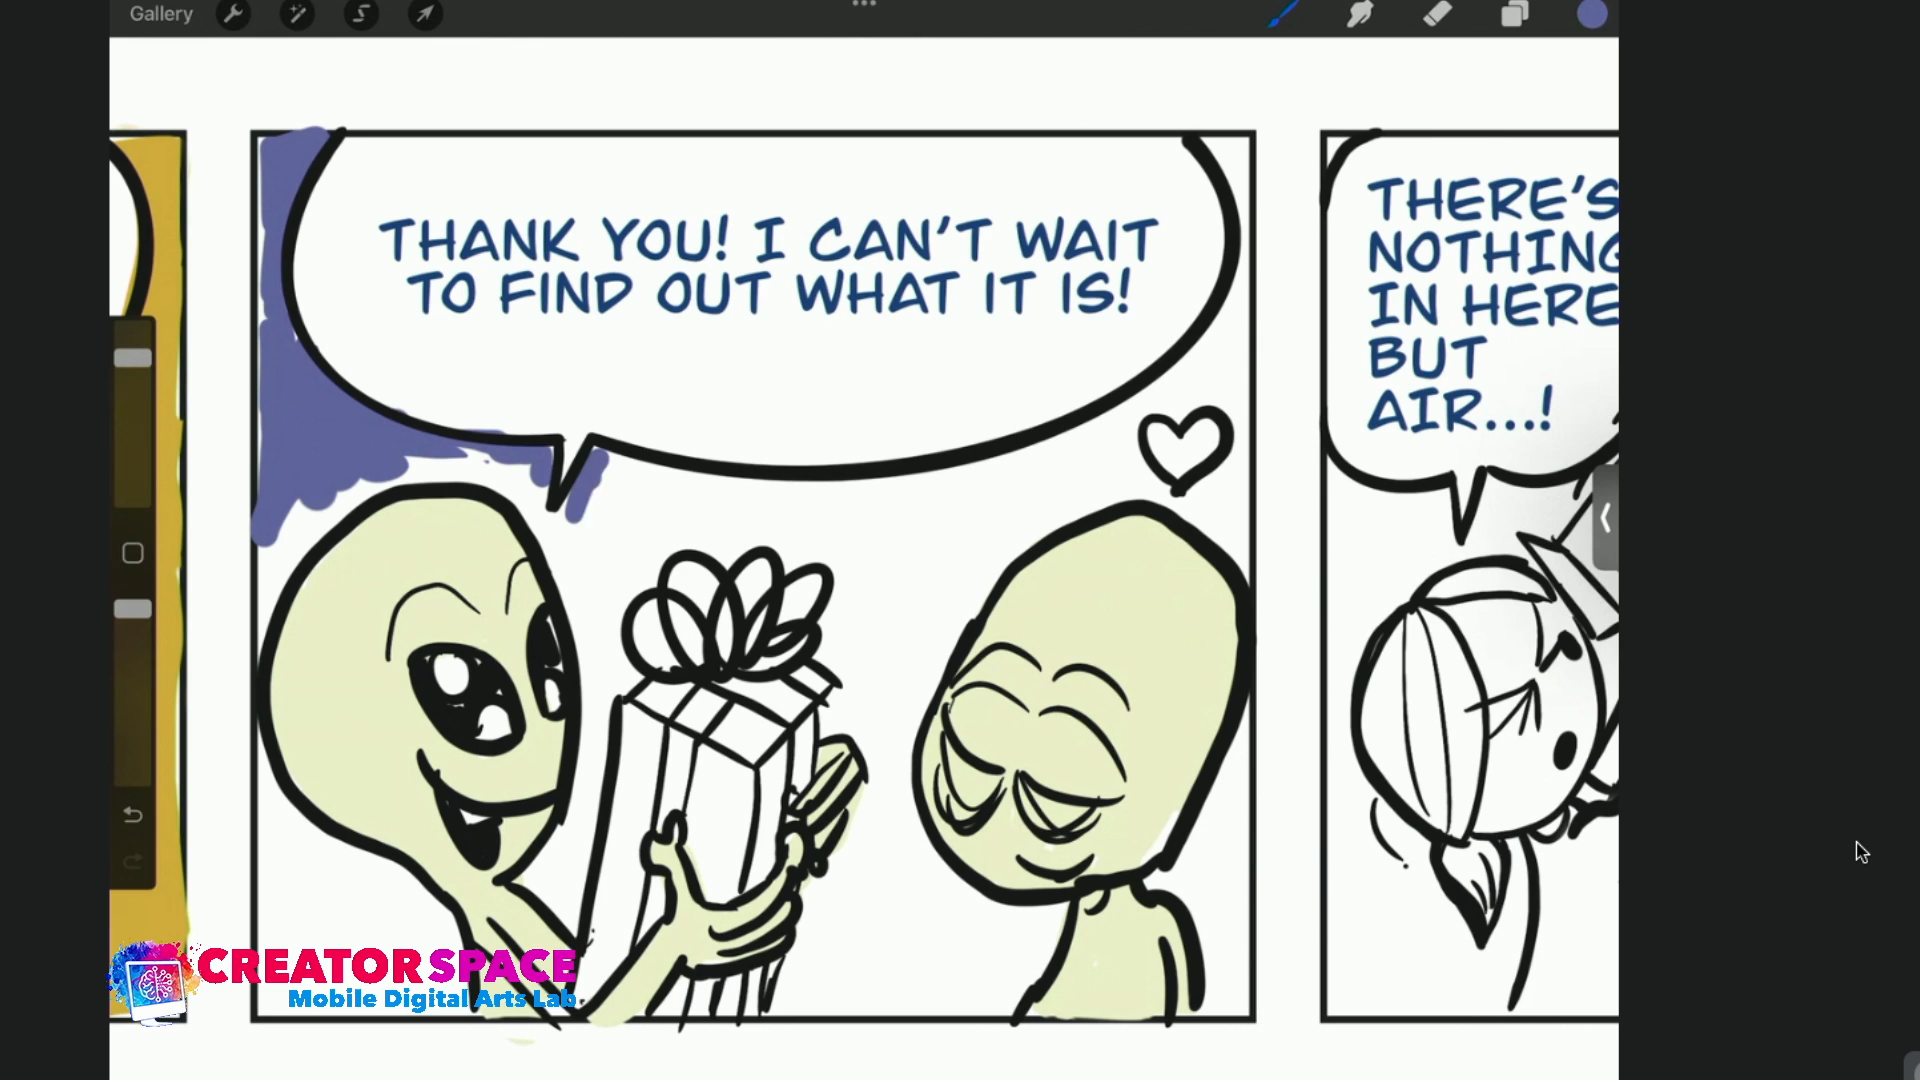 Gallery
THANK YOU! I CAN'T WAIT
TO FIND OUT WHAT IT IS!
THERE'S
NOTHING
IN HERE
BUT
AIR...!
CREATOR SPACE
Mobile Digital Arts Lab